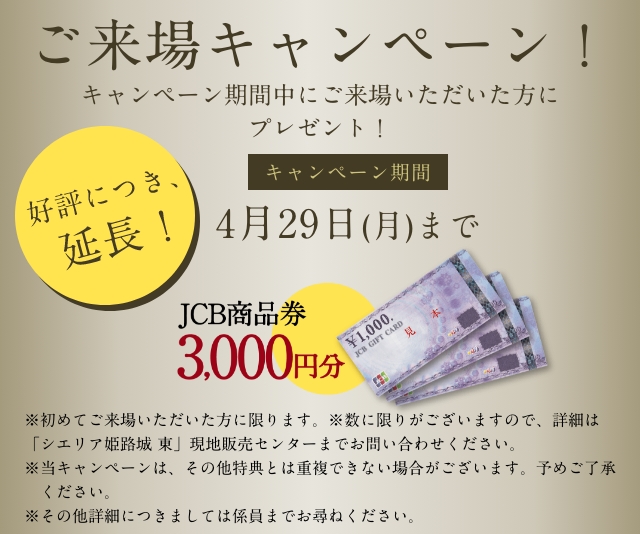 ご来場キャンペーン！
キャンペーン期間中にご来場いただいた方に
プレゼント！
好評につき、
延長！
キャンペーン期間
4月29日(月)まで
JCB商品券
3,000円分
¥1,000.
JCB GIFT CARD
見本
JCB
※初めてご来場いただいた方に限ります。※数に限りがございますので、詳細は
「シエリア姫路城 東」現地販売センターまでお問い合わせください。
※当キャンペーンは、その他特典とは重複できない場合がございます。予めご了承
ください。
※その他詳細につきましては係員までお尋ねください。